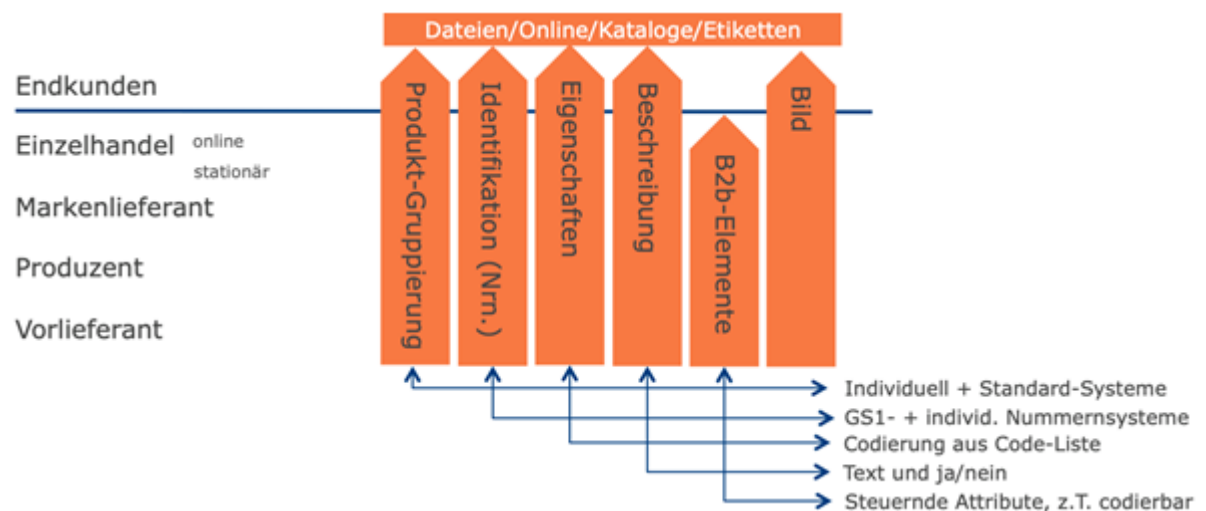 Dateien/Online/Kataloge/Etiketten
Endkunden
Einzelhandel online
stationär
Markenlieferant
Produzent
Vorlieferant
Produkt-Gruppierung
Identifikation (Nrn.)
Eigenschaften
Beschreibung
B2b-Elemente
Bild
Individuell + Standard-Systeme
GS1- + individ. Nummernsysteme
Codierung aus Code-Liste
Text und ja/nein
Steuernde Attribute, z.T. codierbar